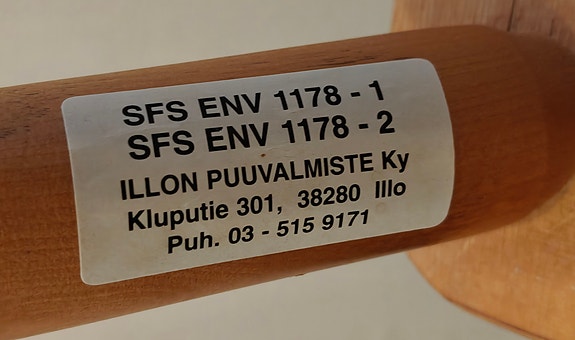 SFS ENV 1178 - 1
SFS ENV 1178 - 2
ILLON PUUVALMISTE Ky
Kluputie 301, 38280 Illo
Puh. 03 - 515 9171